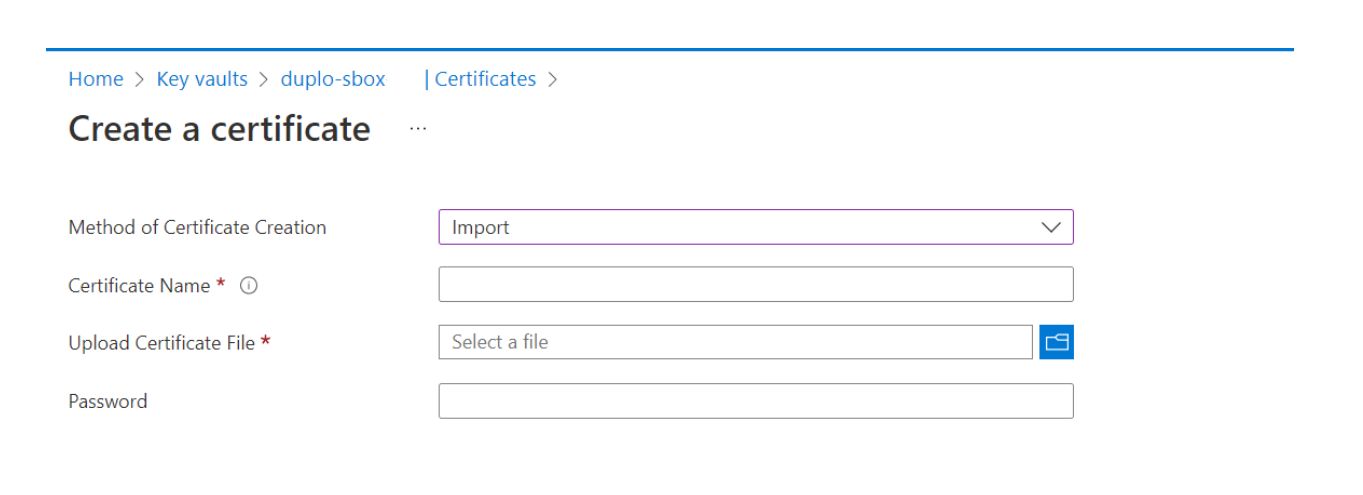 Home > Key vaults > duplo-sbox | Certificates >
Create a certificate ...
Method of Certificate Creation Import
Certificate Name *
Upload Certificate File * Select a file
Password